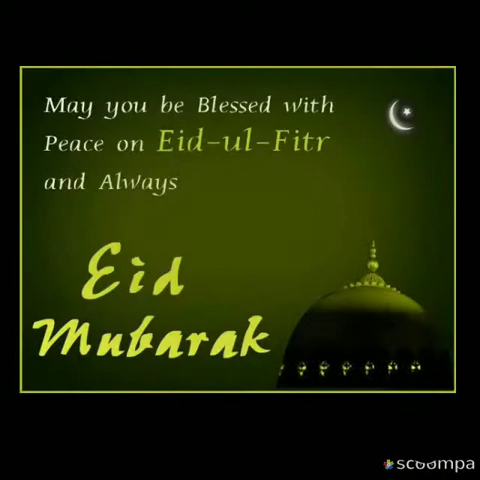 May you be Blessed with
Peace on Eid-ul-Fitr
and Always
Eid
Mubarak
scoompa